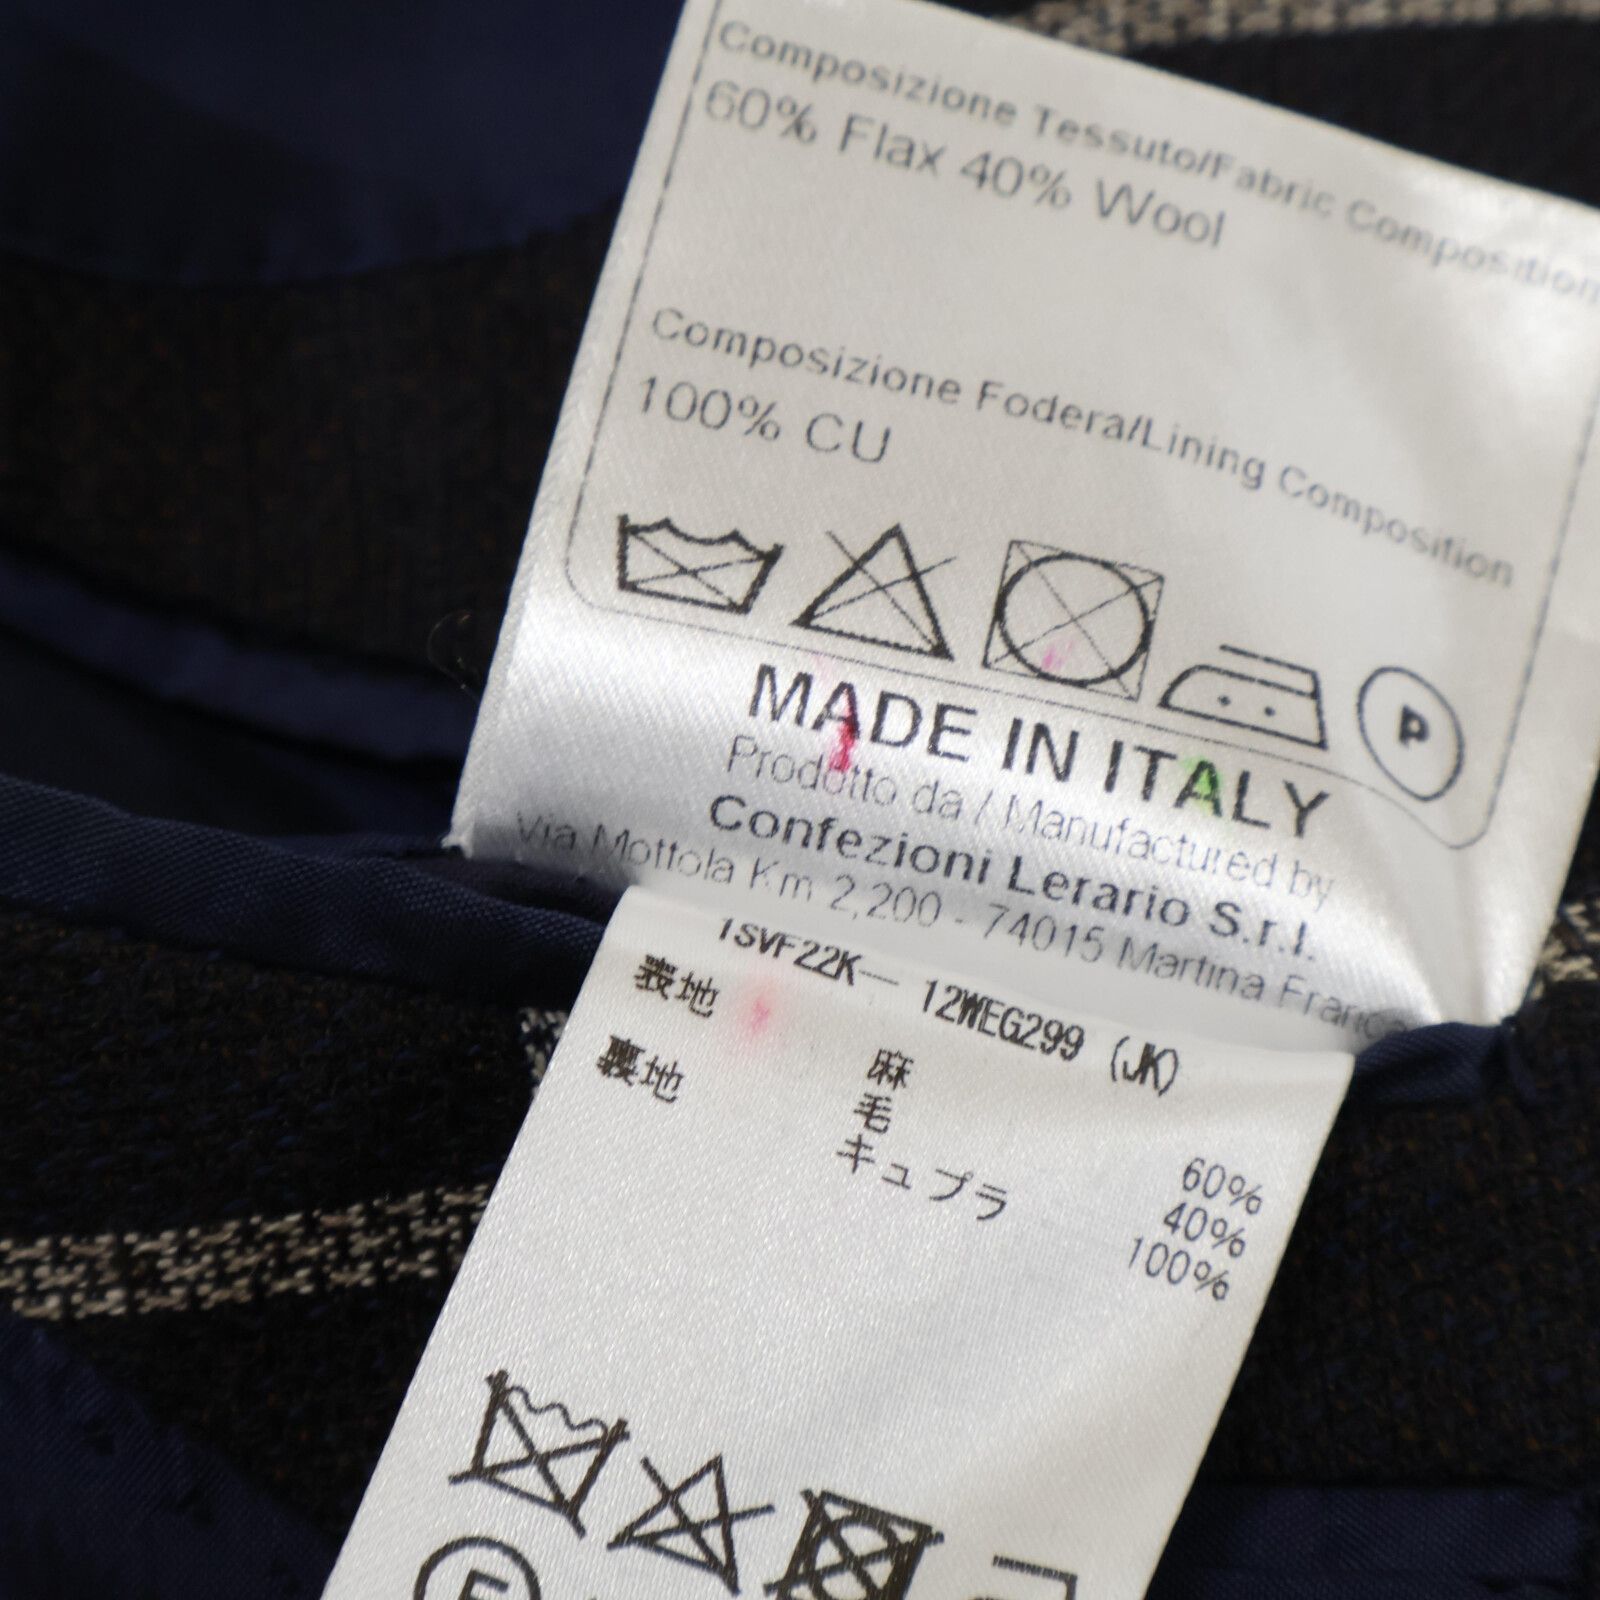 Composizione Tessuto/Fabric Composition
60% Flax 40% Wool
Composizione Fodera/Lining Composition
100% CU
P
MADE IN ITALY
Prodotto da / Manufactured by
Confezioni Lerario S.r.l.
Via Mottola Km 2,200 - 74015 Martina Franca
1SVF22K- 12WEG299 (JK)
表地 麻 60%
毛 40%
裏地 キュプラ 100%
F